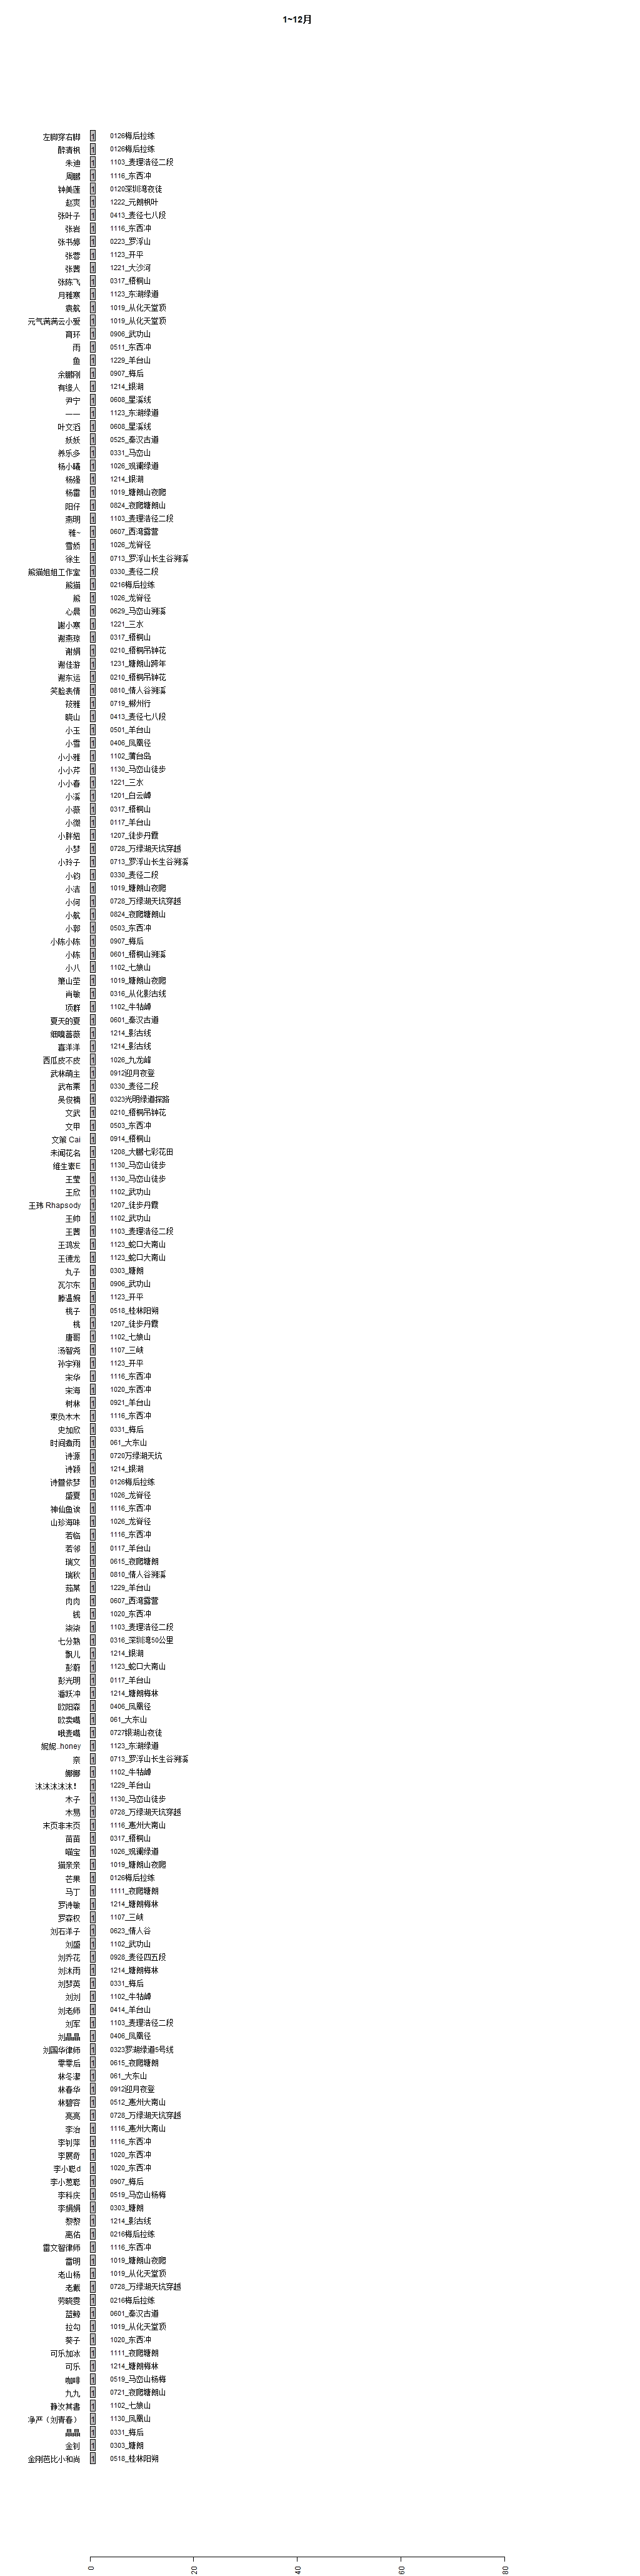 1~12月
左脚穿右脚 1 0126梅后拉练
醉清枫 1 0126梅后拉练
朱迪 1 1103_麦理浩径二段
周鹏 1 1116_东西冲
钟美莲 1 0120深圳湾夜徒
赵爽 1 1222_元朗枫叶
张叶子 1 0413_麦径七八段
张岩 1 1116_东西冲
张书婷 1 0223_罗浮山
张蓉 1 1123_开平
张茜 1 1221_大沙河
张陈飞 1 0317_梧桐山
月雅寒 1 1123_东湖绿道
袁航 1 1019_从化天堂顶
元气满满云小爱 1 1019_从化天堂顶
育环 1 0906_武功山
雨 1 0511_东西冲
鱼 1 1229_羊台山
余鹏刚 1 0907_梅后
有缘人 1 1214_银湖
尹宁 1 0608_星溪线
一一 1 1123_东湖绿道
叶文滔 1 0608_星溪线
妖妖 1 0525_秦汉古道
养乐多 1 0331_马峦山
杨小曦 1 1026_观澜绿道
杨强 1 1214_银湖
杨雷 1 1019_塘朗山夜爬
阳仔 1 0824_夜爬塘朗山
燕明 1 1103_麦理浩径二段
雅~ 1 0607_西湾露营
雪娇 1 1026_龙脊径
徐生 1 0713_罗浮山长生谷溯溪
熊猫姐姐工作室 1 0330_麦径二段
熊猫 1 0216梅后拉练
熊 1 1026_龙脊径
心晨 1 0629_马峦山溯溪
謝小寒 1 1221_三水
谢燕琼 1 0317_梧桐山
谢娟 1 0210_梧桐吊钟花
谢佳游 1 1231_塘朗山跨年
谢东运 1 0210_梧桐吊钟花
笑脸表情 1 0810_情人谷溯溪
筱雅 1 0719_郴州行
晓山 1 0413_麦径七八段
小玉 1 0501_羊台山
小雪 1 0406_凤凰径
小小雅 1 1102_蒲台岛
小小芹 1 1130_马峦山徒步
小小春 1 1221_三水
小溪 1 1201_白云嶂
小薇 1 0317_梧桐山
小微 1 0117_羊台山
小胖妞 1 1207_徒步丹霞
小梦 1 0728_万绿湖天坑穿越
小玲子 1 0713_罗浮山长生谷溯溪
小钧 1 0330_麦径二段
小洁 1 1019_塘朗山夜爬
小何 1 0728_万绿湖天坑穿越
小航 1 0824_夜爬塘朗山
小郭 1 0503_东西冲
小陈小陈 1 0907_梅后
小陈 1 0601_梧桐山溯溪
小八 1 1102_七娘山
箫山莹 1 1019_塘朗山夜爬
肖敏 1 0316_从化影古线
项群 1 1102_牛牯嶂
夏天的夏 1 0601_秦汉古道
细嗅蔷薇 1 1214_影古线
喜洋洋 1 1214_影古线
西瓜皮不皮 1 1026_九龙峰
武林萌主 1 0912迎月夜登
武布栗 1 0330_麦径二段
吴俊楠 1 0323光明绿道探路
文武 1 0210_梧桐吊钟花
文甲 1 0503_东西冲
文策 Cai 1 0914_梧桐山
未闻花名 1 1208_大鹏七彩花田
维生素E 1 1130_马峦山徒步
王莹 1 1130_马峦山徒步
王欣 1 1102_武功山
王玮 Rhapsody 1 1207_徒步丹霞
王帅 1 1102_武功山
王茜 1 1103_麦理浩径二段
王鸿发 1 1123_蛇口大南山
王德龙 1 1123_蛇口大南山
丸子 1 0303_塘朗
瓦尔东 1 0906_武功山
滕温婉 1 1123_开平
桃子 1 0518_桂林阳朔
桃 1 1207_徒步丹霞
唐哥 1 1102_七娘山
汤智尧 1 1107_三峡
孙宇翔 1 1123_开平
宋华 1 1116_东西冲
宋海 1 1020_东西冲
树林 1 0921_羊台山
束负木木 1 1116_东西冲
史加欣 1 0331_梅后
时间煮雨 1 061_大东山
诗源 1 0720万绿湖天坑
诗颖 1 1214_银湖
诗暨依梦 1 0126梅后拉练
盛夏 1 1026_龙脊径
神仙鱼诶 1 1116_东西冲
山珍海味 1 1026_龙脊径
若临 1 1116_东西冲
若邻 1 0117_羊台山
瑞文 1 0615_夜爬塘朗
瑞秋 1 0810_情人谷溯溪
茹某 1 1229_羊台山
肉肉 1 0607_西湾露营
钱 1 1020_东西冲
柒柒 1 1103_麦理浩径二段
七分熟 1 0316_深圳湾50公里
飘儿 1 1214_银湖
彭蔚 1 1123_蛇口大南山
彭光明 1 0117_羊台山
潘跃冲 1 1214_塘朗梅林
欧阳霖 1 0406_凤凰径
欧卖嘴 1 061_大东山
哦麦嘴 1 0727银湖山夜徒
妮妮..honey 1 1123_东湖绿道
奈 1 0713_罗浮山长生谷溯溪
娜娜 1 1102_牛牯嶂
沐沐沐沐沐！ 1 1229_羊台山
木子 1 1130_马峦山徒步
木易 1 0728_万绿湖天坑穿越
末页非末页 1 1116_惠州大南山
苗苗 1 0317_梧桐山
喵宝 1 1026_观澜绿道
猫亲亲 1 1019_塘朗山夜爬
芒果 1 0126梅后拉练
马丁 1 1111_夜爬塘朗
罗诗敏 1 1214_塘朗梅林
罗森权 1 1107_三峡
刘石洋子 1 0623_情人谷
刘盛 1 1102_武功山
刘乔花 1 0928_麦径四五段
刘沐雨 1 1214_塘朗梅林
刘梦英 1 0331_梅后
刘刘 1 1102_牛牯嶂
刘老师 1 0414_羊台山
刘军 1 1103_麦理浩径二段
刘晶晶 1 0406_凤凰径
刘国华律师 1 0323罗湖绿道5号线
零零后 1 0615_夜爬塘朗
林冬潔 1 061_大东山
林春华 1 0912迎月夜登
林碧容 1 0512_惠州大南山
亮亮 1 0728_万绿湖天坑穿越
李治 1 1116_惠州大南山
李钊萍 1 1116_东西冲
李展奇 1 1020_东西冲
李小聪d 1 1020_东西冲
李小葱聪 1 0907_梅后
李科庆 1 0519_马峦山杨梅
李娟娟 1 0303_塘朗
黎黎 1 1214_影古线
离佑 1 0216梅后拉练
雷文智律师 1 1116_东西冲
雷明 1 1019_塘朗山夜爬
老山杨 1 1019_从化天堂顶
老戴 1 0728_万绿湖天坑穿越
劳婉雯 1 0216梅后拉练
蓝鲸 1 0601_秦汉古道
拉勾 1 1019_从化天堂顶
葵子 1 1020_东西冲
可乐加冰 1 1111_夜爬塘朗
可乐 1 1214_塘朗梅林
咖啡 1 0519_马峦山杨梅
九九 1 0721_夜爬塘朗山
静汝其書 1 1102_七娘山
净严（刘青春） 1 1130_凤凰山
晶晶 1 0331_梅后
金钊 1 0303_塘朗
金刚芭比小和尚 1 0518_桂林阳朔
0 20 40 60 80